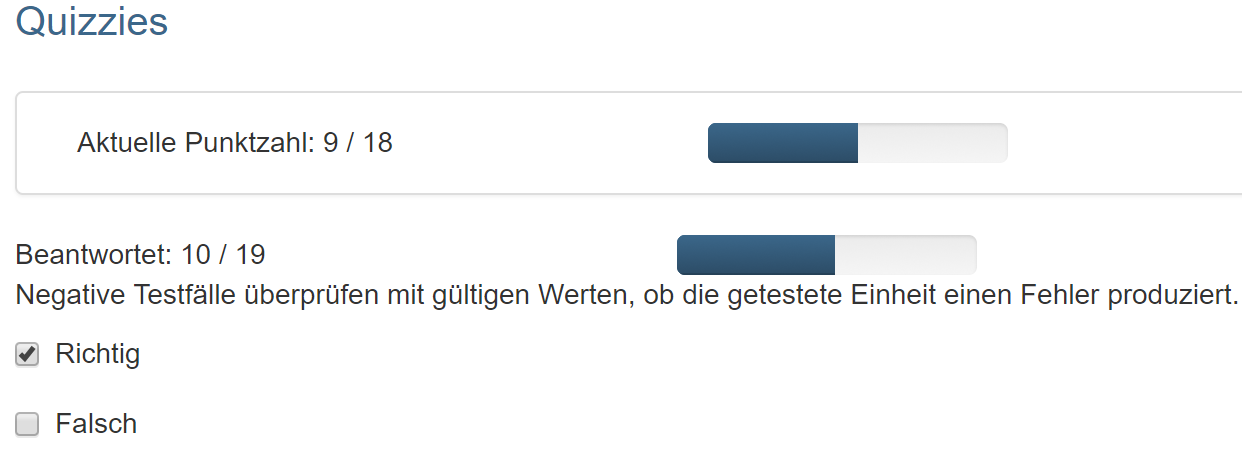 Quizzies
Aktuelle Punktzahl: 9 / 18
Beantwortet: 10 / 19
Negative Testfälle überprüfen mit gültigen Werten, ob die getestete Einheit einen Fehler produziert.
Richtig
Falsch